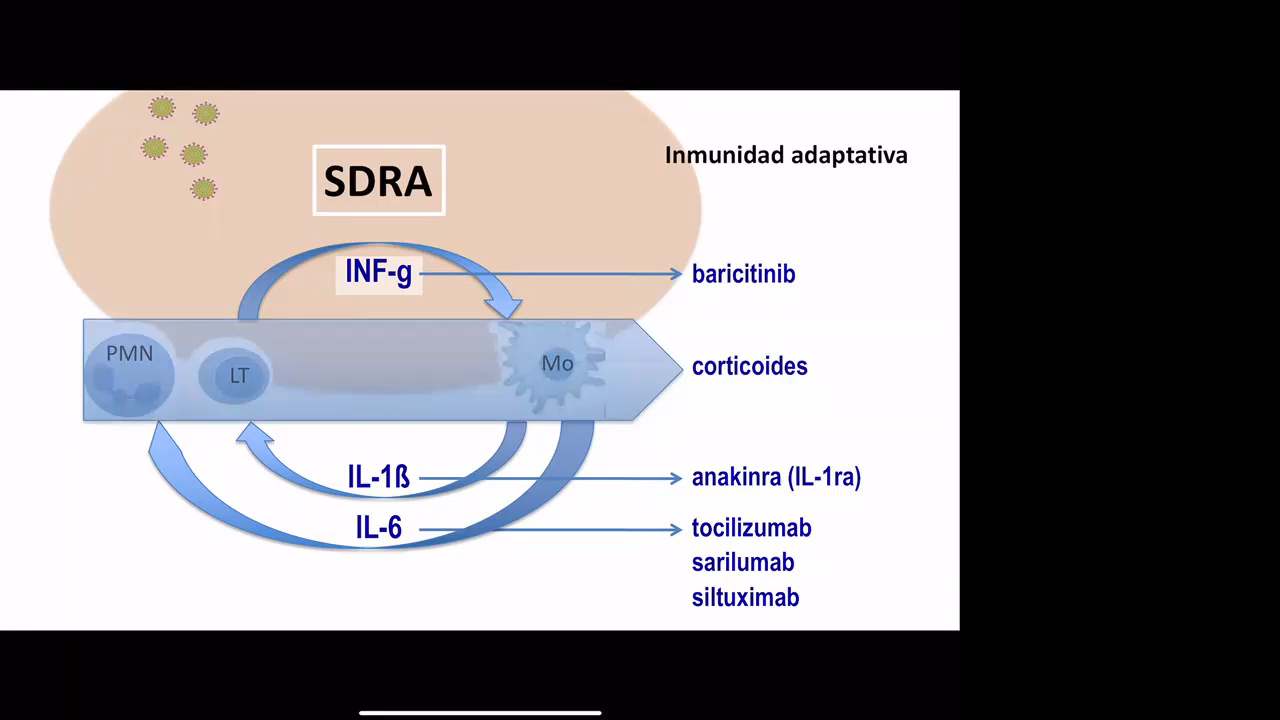 Inmunidad adaptativa
SDRA
INF-g
baricitinib
PMN
LT
Mo
corticoides
IL-1ß
anakinra (IL-1ra)
IL-6
tocilizumab
sarilumab
siltuximab